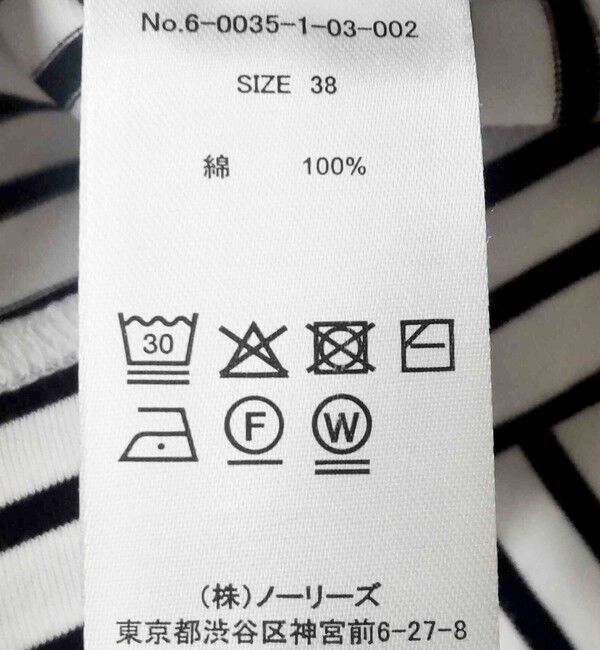 No.6-0035-1-03-002
SIZE 38
綿 100%
30
F W
(株)ノーリーズ
東京都渋谷区神宮前6-27-8